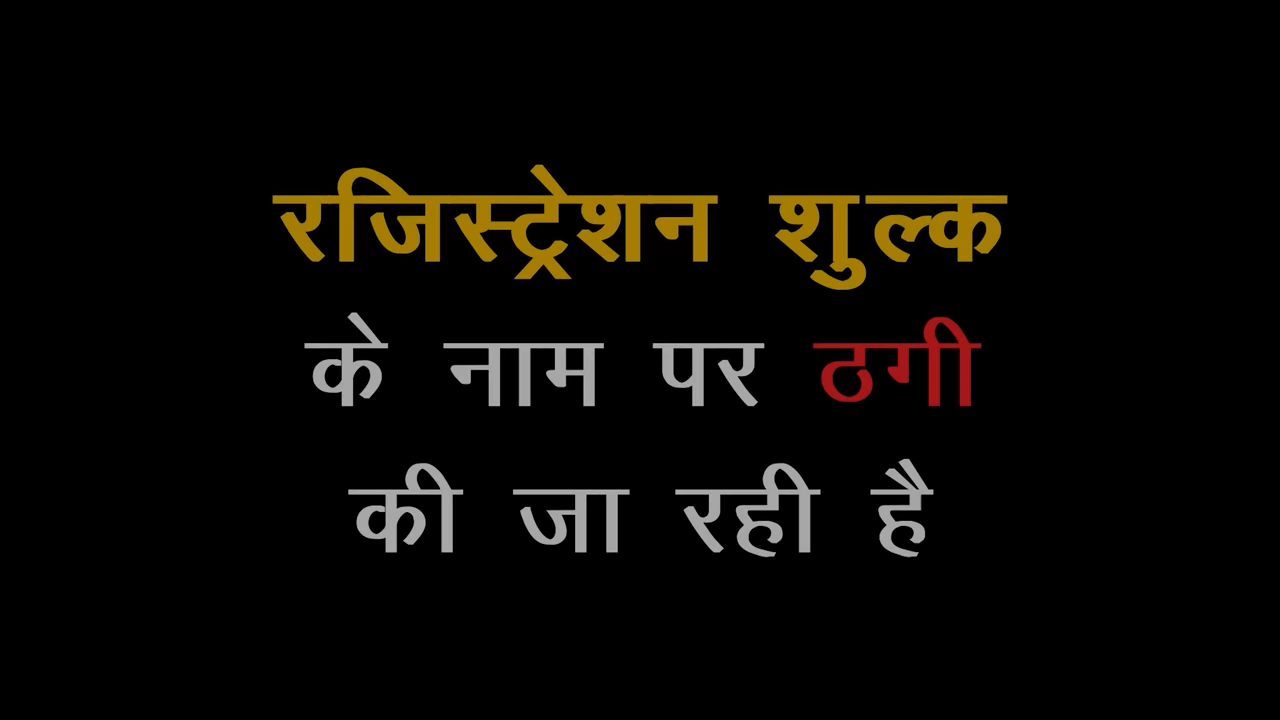 रजिस्ट्रेशन शुल्क
के नाम पर ठगी
की जा रही है